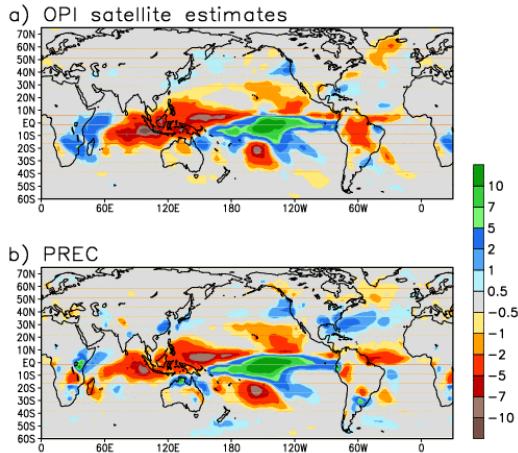 a) OPI satellite estimates
70N
60N
50N
40N
30N
20N
10N
EQ
10S
20S
30S
40S
50S
60S
0 60E 120E 180 120W 60W 0
b) PREC
70N
60N
50N
40N
30N
20N
10N
EQ
10S
20S
30S
40S
50S
60S
0 60E 120E 180 120W 60W 0
10
7
5
2
1
0.5
−0.5
−1
−2
−5
−7
−10